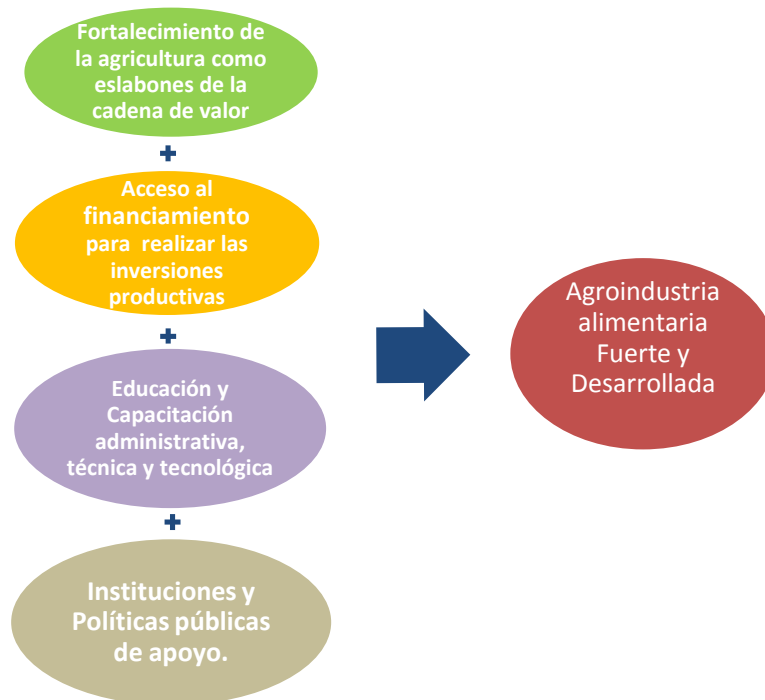 Fortalecimiento de
la agricultura como
eslabones de la
cadena de valor
+
Acceso al
financiamiento
para realizar las
inversiones
productivas
+
Educación y
Capacitación
administrativa,
técnica y tecnológica
+
Instituciones y
Políticas públicas
de apoyo.
Agroindustria
alimentaria
Fuerte y
Desarrollada